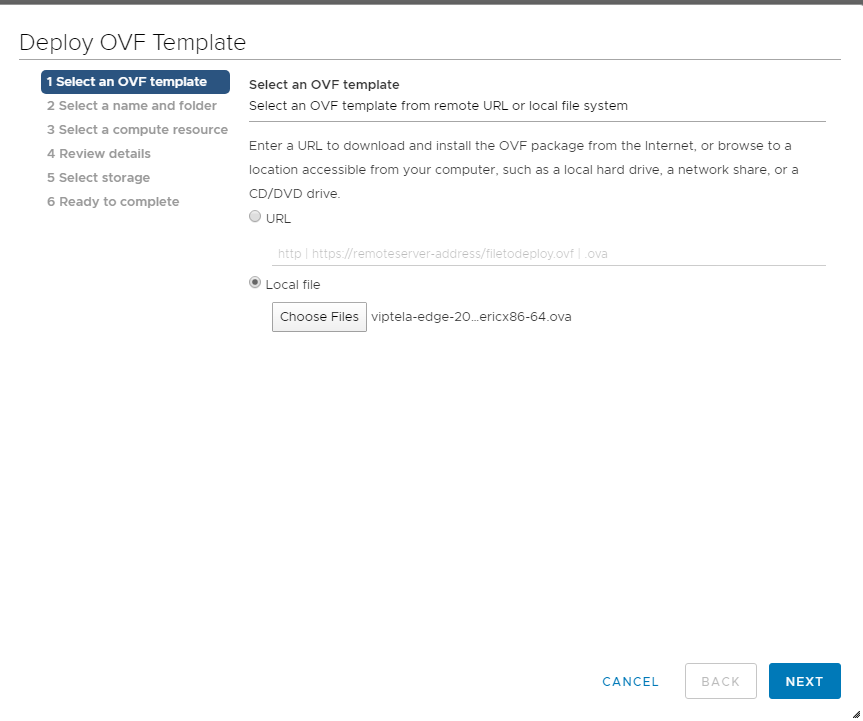 Deploy OVF Template
1 Select an OVF template
2 Select a name and folder
3 Select a compute resource
4 Review details
5 Select storage
6 Ready to complete
Select an OVF template
Select an OVF template from remote URL or local file system
Enter a URL to download and install the OVF package from the Internet, or browse to a
location accessible from your computer, such as a local hard drive, a network share, or a
CD/DVD drive.
URL
http | https://remoteserver-address/filetodeploy.ovf | .ova
Local file
Choose Files viptela-edge-20...ericx86-64.ova
CANCEL BACK NEXT